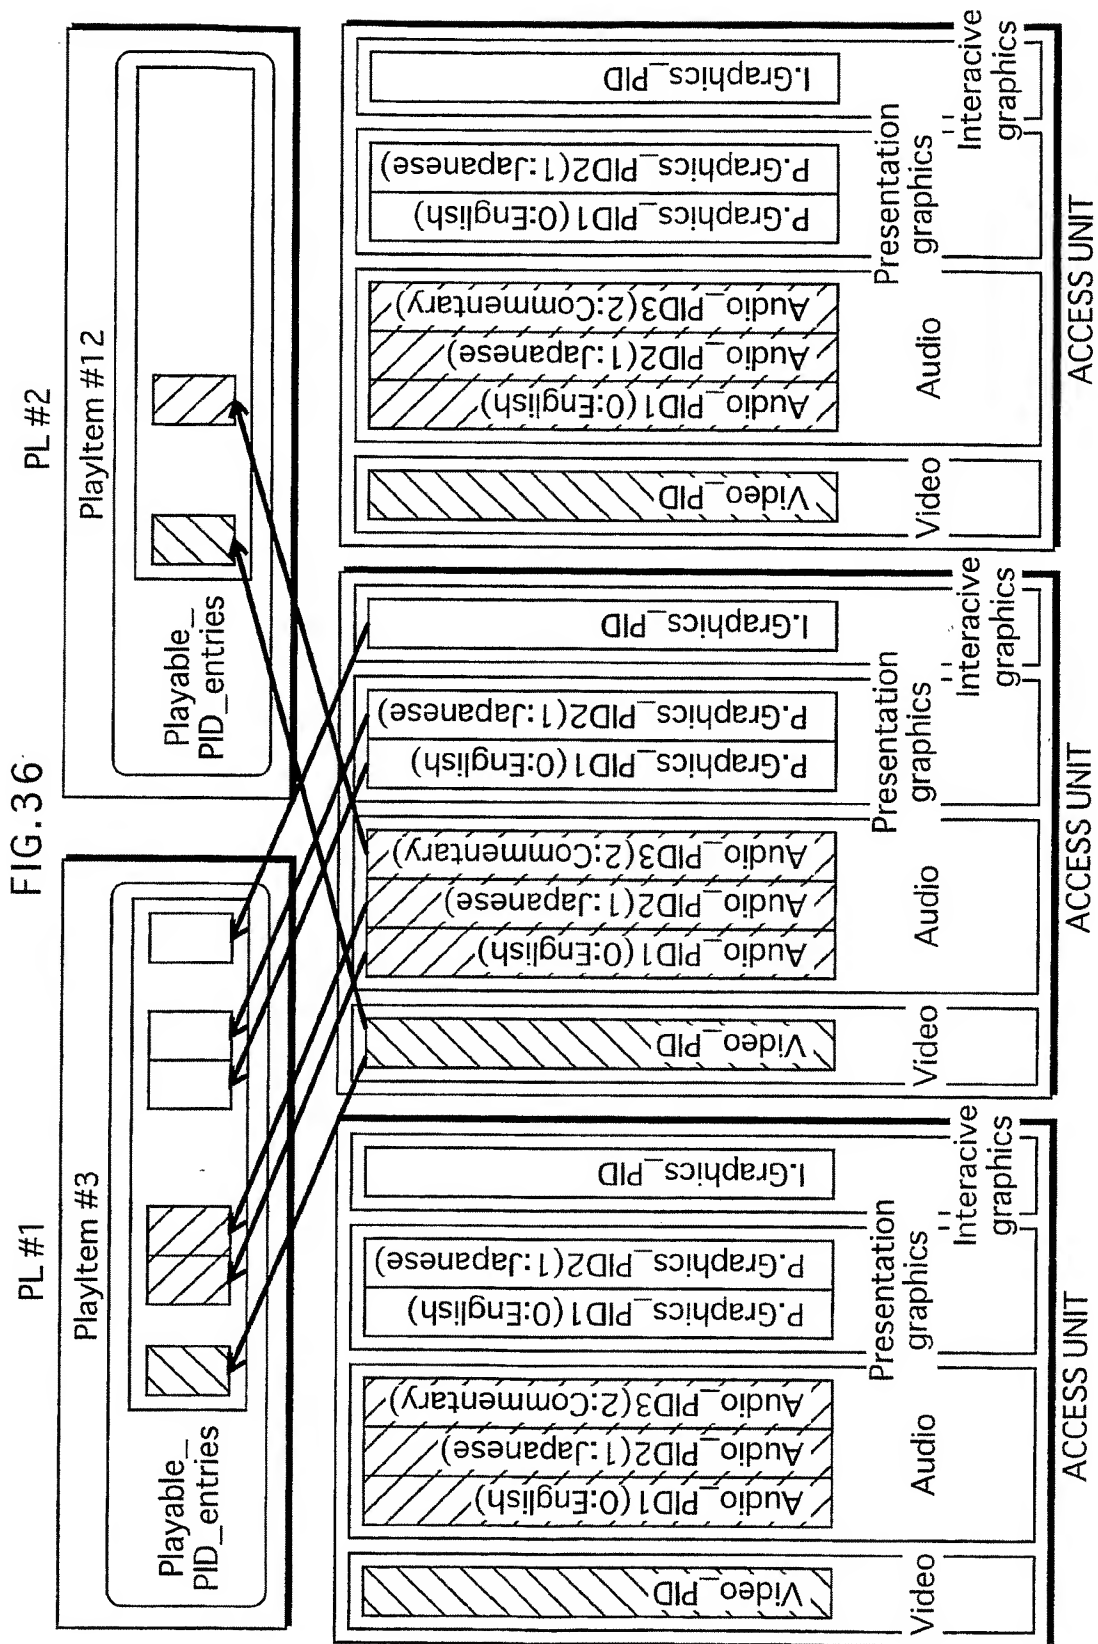 FIG.36
PL #1
PlayItem #3
Playable_
PID_entries
PL #2
PlayItem #12
Playable_
PID_entries
Video_PID
Audio_PID1(0:English)
Audio_PID2(1:Japanese)
Audio_PID3(2:Commentary)
P.Graphics_PID1(0:English)
P.Graphics_PID2(1:Japanese)
I.Graphics_PID
Video
Audio
Presentation
graphics
Interacive
graphics
ACCESS UNIT
Video_PID
Audio_PID1(0:English)
Audio_PID2(1:Japanese)
Audio_PID3(2:Commentary)
P.Graphics_PID1(0:English)
P.Graphics_PID2(1:Japanese)
I.Graphics_PID
Video
Audio
Presentation
graphics
Interacive
graphics
ACCESS UNIT
Video_PID
Audio_PID1(0:English)
Audio_PID2(1:Japanese)
Audio_PID3(2:Commentary)
P.Graphics_PID1(0:English)
P.Graphics_PID2(1:Japanese)
I.Graphics_PID
Video
Audio
Presentation
graphics
Interacive
graphics
ACCESS UNIT